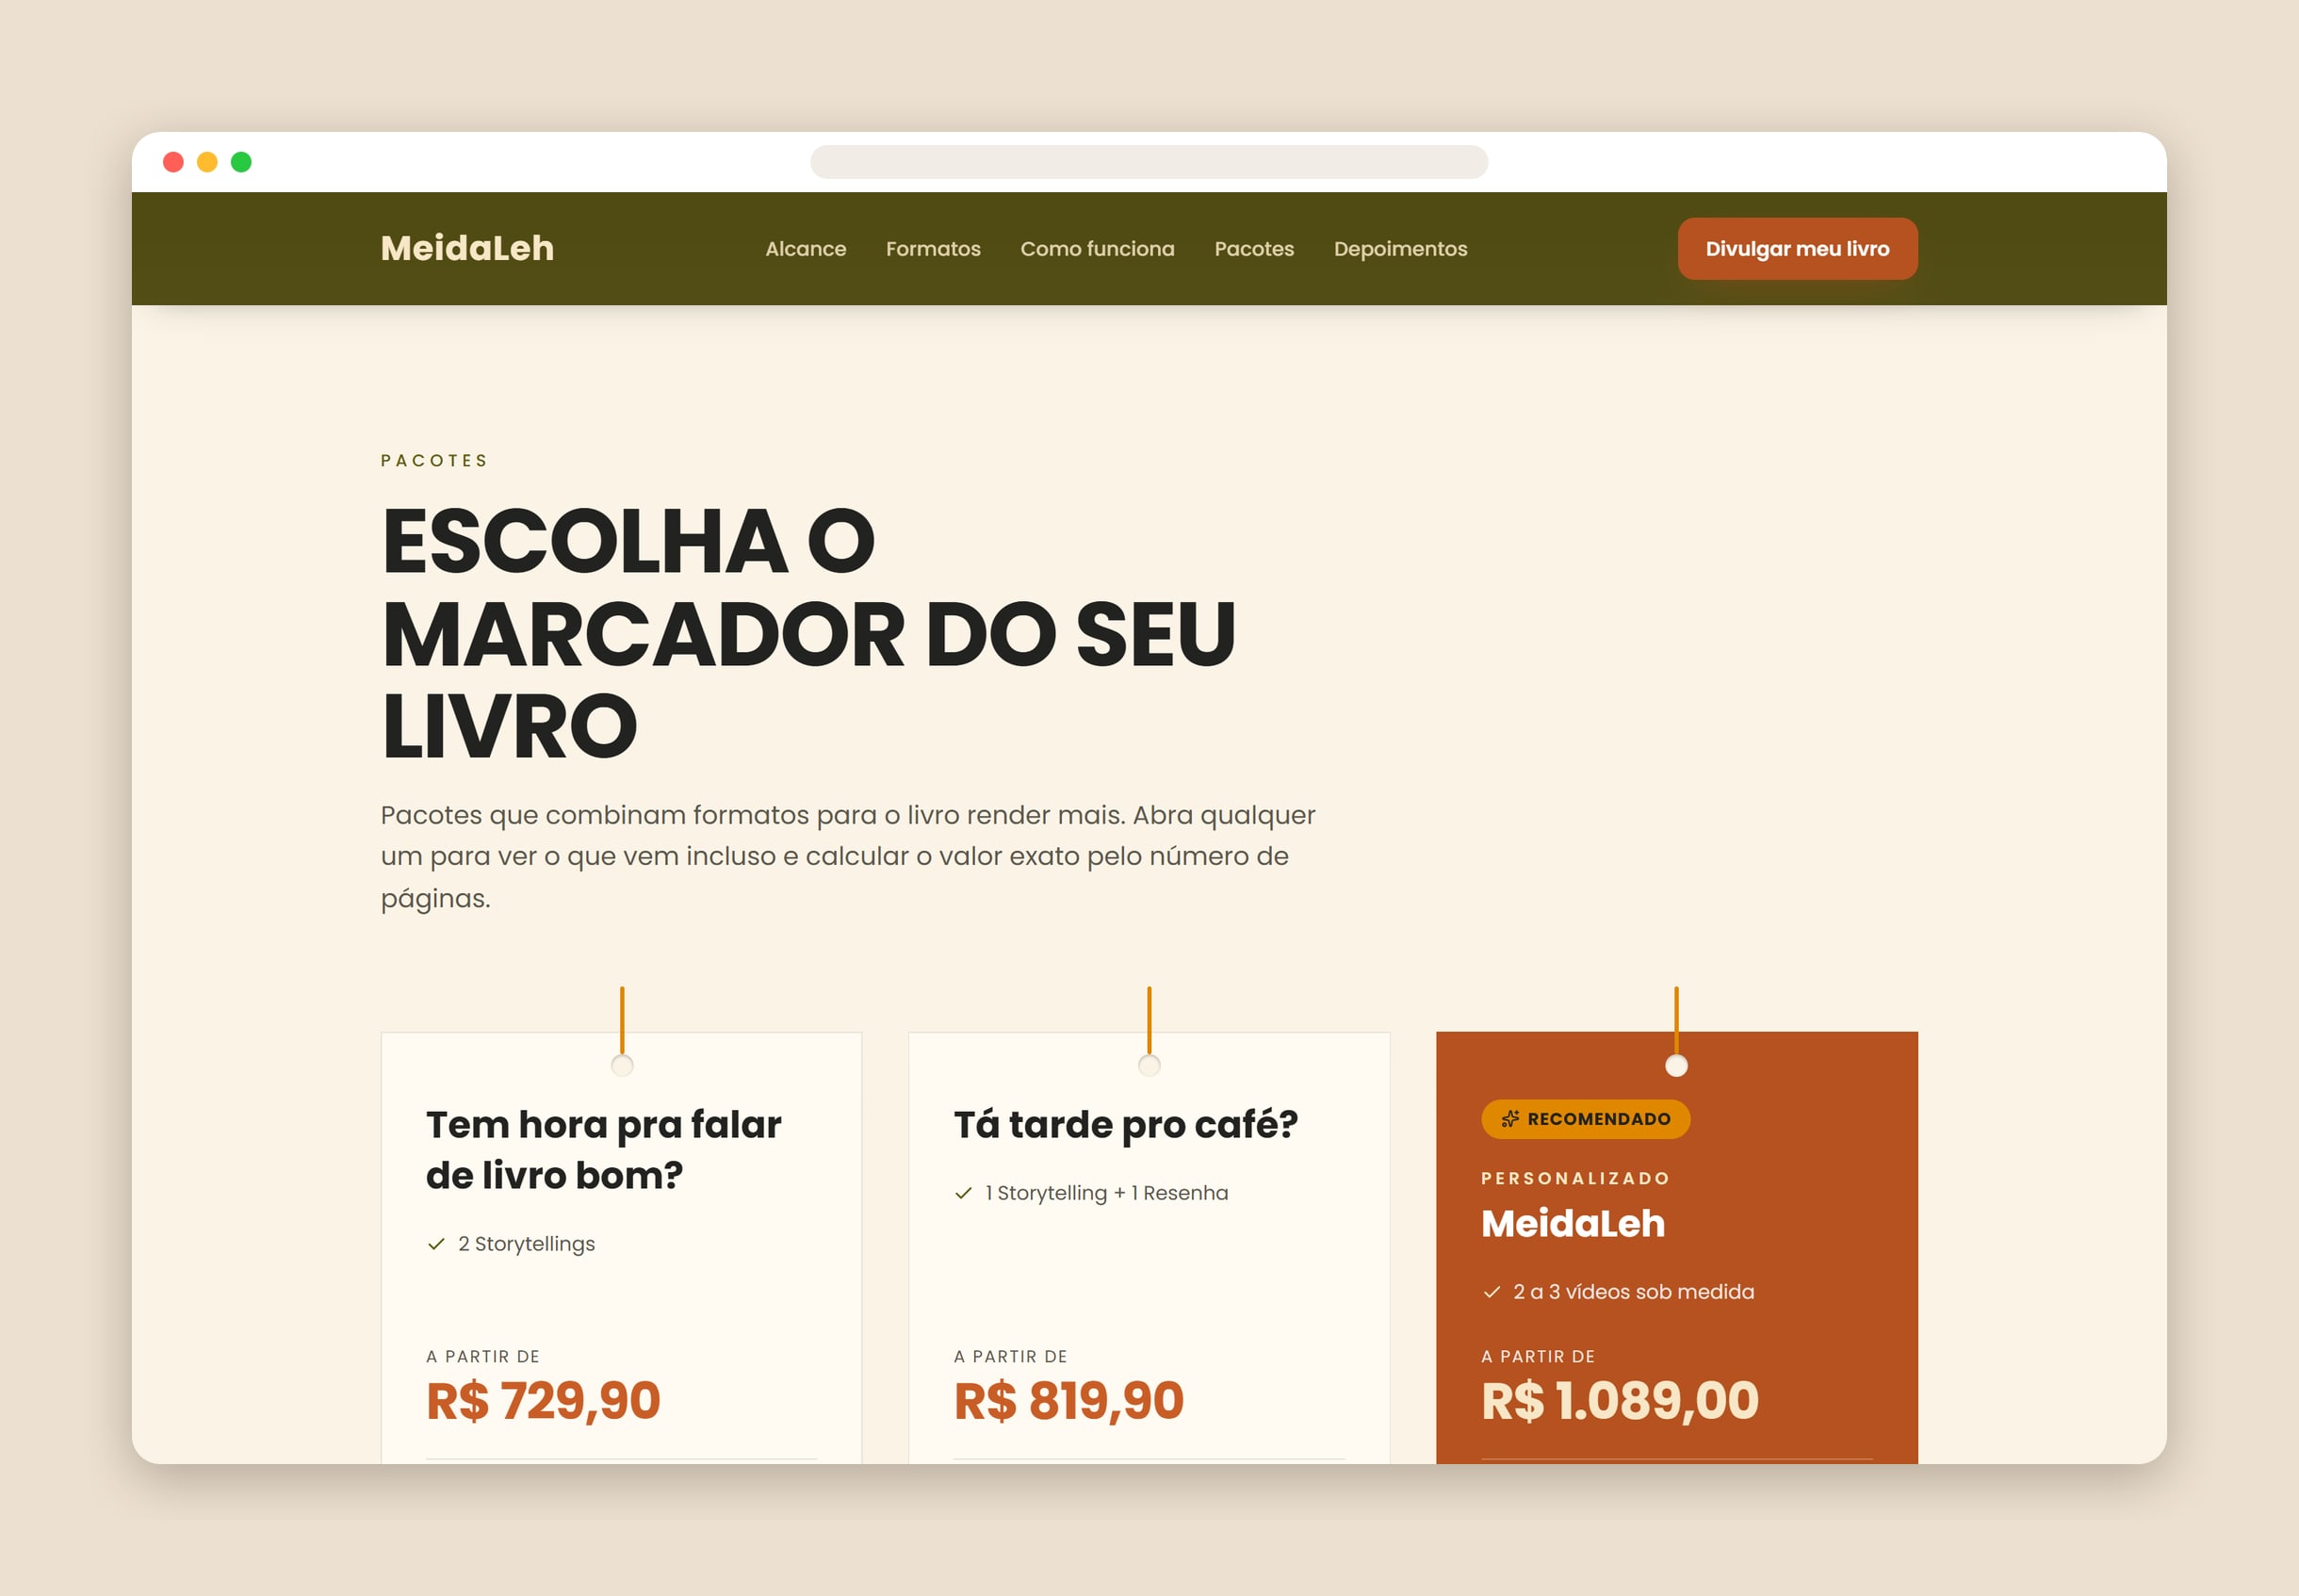 MeidaLeh
Alcance
Formatos
Como funciona
Pacotes
Depoimentos
Divulgar meu livro
PACOTES
ESCOLHA O
MARCADOR DO SEU
LIVRO
Pacotes que combinam formatos para o livro render mais. Abra qualquer
um para ver o que vem incluso e calcular o valor exato pelo número de
páginas.
Tem hora pra falar
de livro bom?
2 Storytellings
A PARTIR DE
R$ 729,90
Tá tarde pro café?
1 Storytelling + 1 Resenha
A PARTIR DE
R$ 819,90
RECOMENDADO
PERSONALIZADO
MeidaLeh
2 a 3 vídeos sob medida
A PARTIR DE
R$ 1.089,00